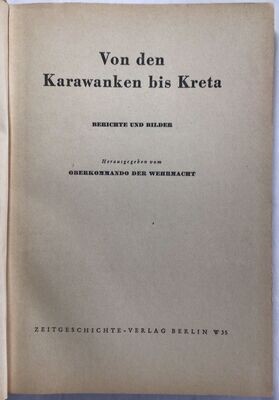 Von den
Karawanken bis Kreta
BERICHTE UND BILDER
Herausgegeben vom
OBERKOMMANDO DER WEHRMACHT
ZEITGESCHICHTE-VERLAG BERLIN W 35